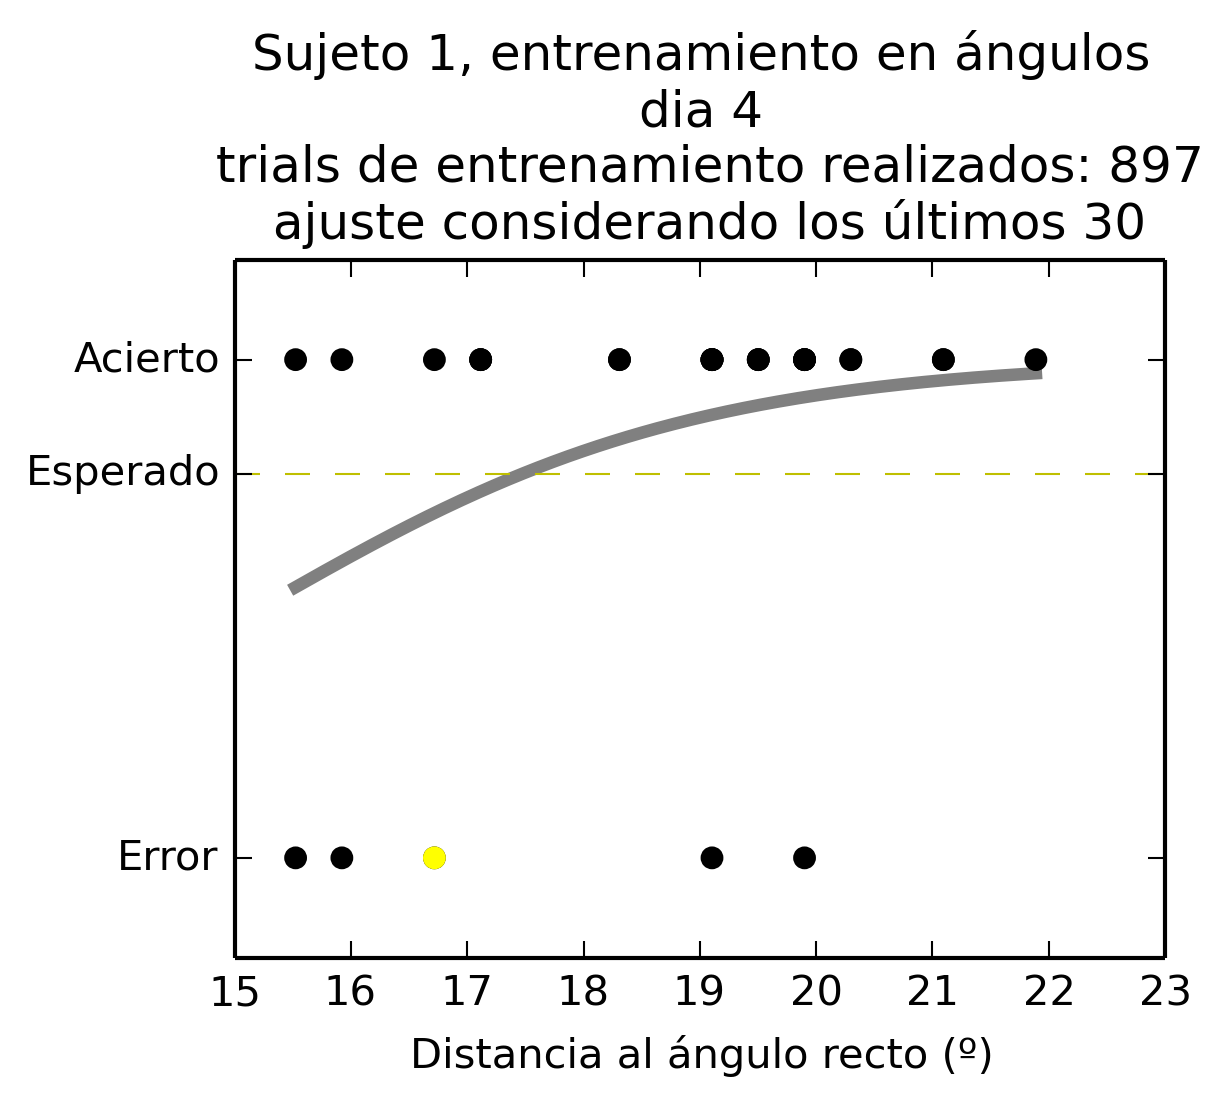 Sujeto 1, entrenamiento en ángulos
dia 4
trials de entrenamiento realizados: 897
ajuste considerando los últimos 30
Acierto
Esperado
Error
15 16 17 18 19 20 21 22 23
Distancia al ángulo recto (º)